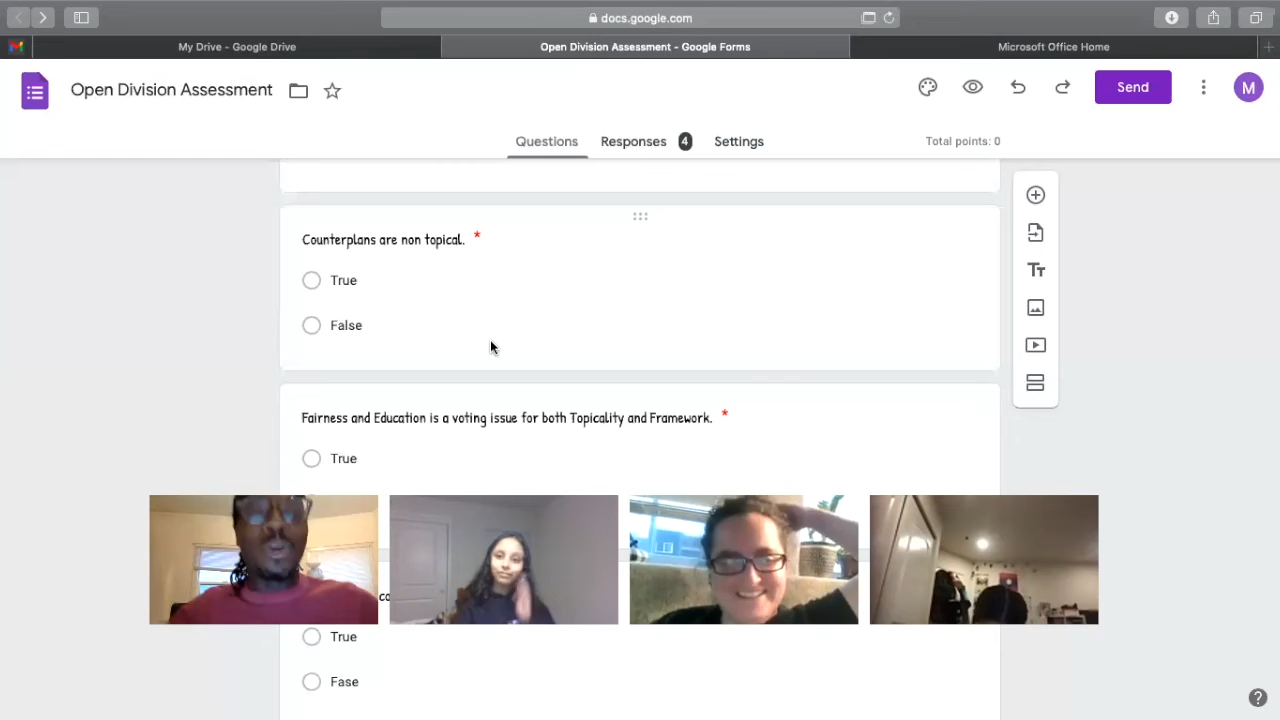 docs.google.com
My Drive - Google Drive
Open Division Assessment - Google Forms
Microsoft Office Home
Open Division Assessment
Send
M
Questions
Responses 4
Settings
Total points: 0
Counterplans are non topical. *
True
False
Fairness and Education is a voting issue for both Topicality and Framework. *
True
True
Fase